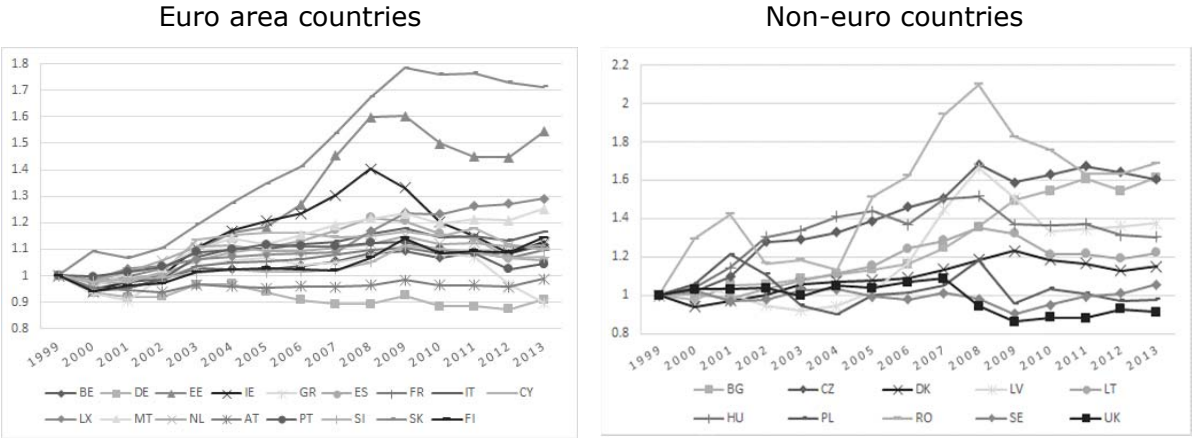 Euro area countries
1.8
1.7
1.6
1.5
1.4
1.3
1.2
1.1
1
0.9
0.8
1999 2000 2001 2002 2003 2004 2005 2006 2007 2008 2009 2010 2011 2012 2013
BE DE EE IE GR ES FR IT CY
LX MT NL AT PT SI SK FI
Non-euro countries
2.2
2
1.8
1.6
1.4
1.2
1
0.8
1999 2000 2001 2002 2003 2004 2005 2006 2007 2008 2009 2010 2011 2012 2013
BG CZ DK LV LT
HU PL RO SE UK